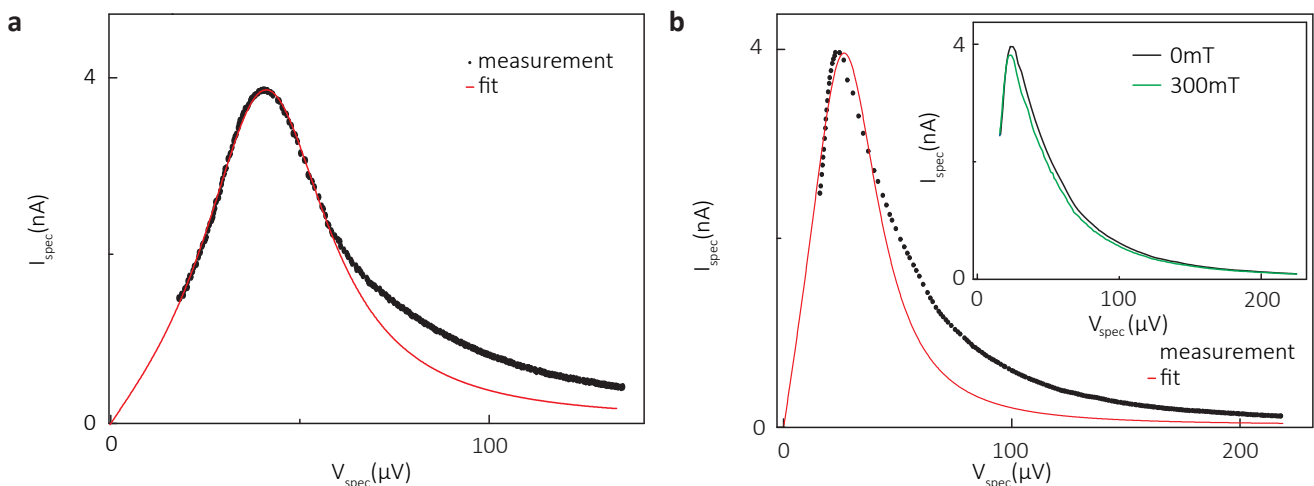 a
4
• measurement
– fit
I_spec(nA)
0
0
100
V_spec(µV)
b
4
I_spec(nA)
0
0
100
200
V_spec(µV)
measurement
fit
4
0mT
300mT
I_spec(nA)
0
0
100
200
V_spec(µV)